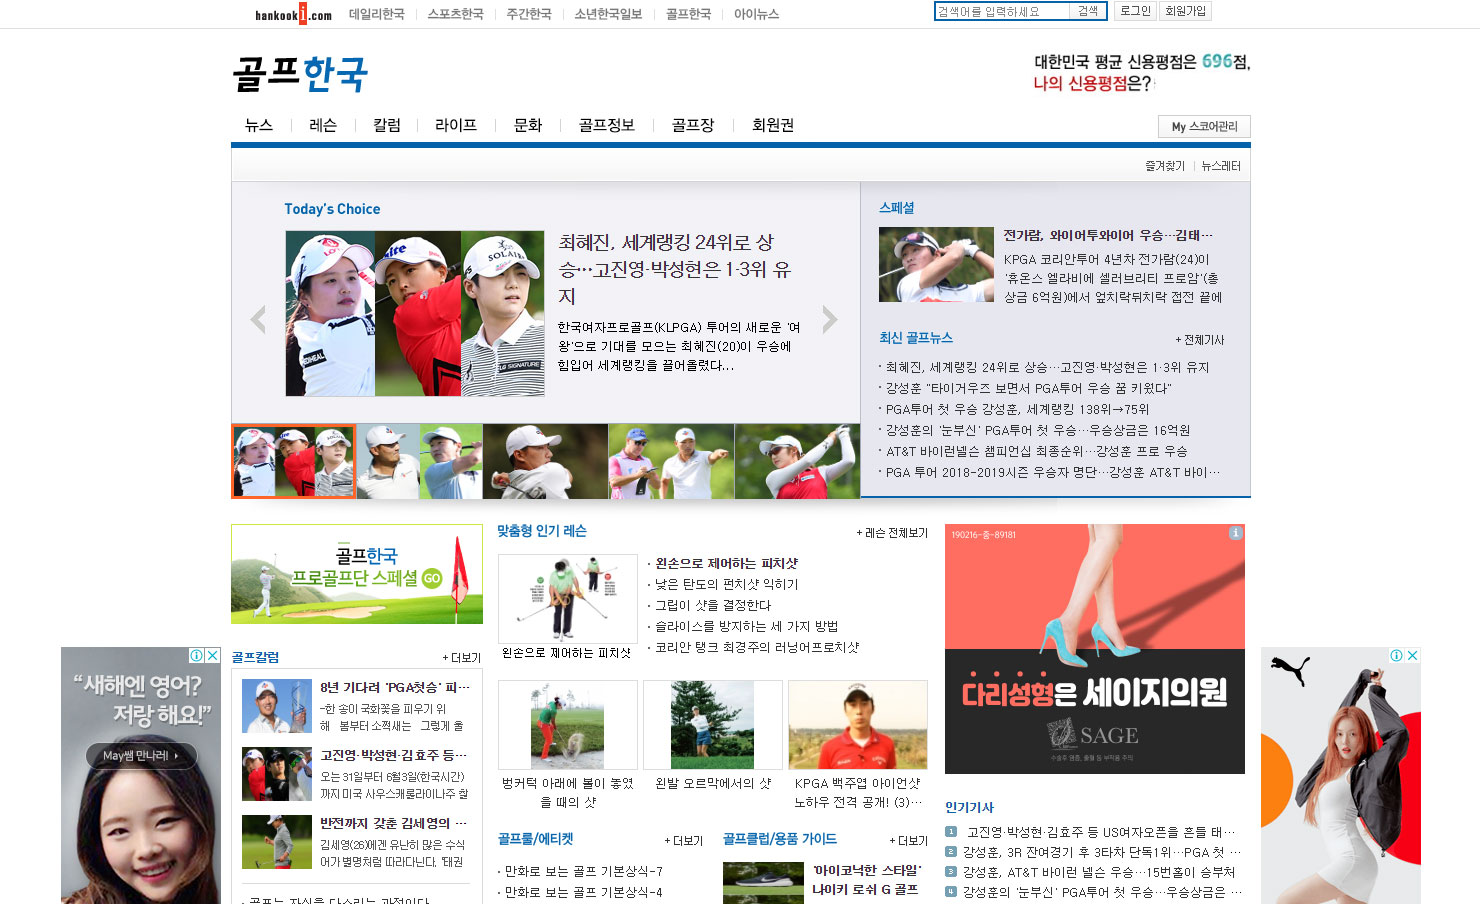 hankooki.com
데일리한국
스포츠한국
주간한국
소년한국일보
골프한국
아이뉴스
검색어를 입력하세요
검색
로그인
회원가입
골프한국
대한민국 평균 신용평점은 696점,
나의 신용평점은?
뉴스
레슨
칼럼
라이프
문화
골프정보
골프장
회원권
My 스코어관리
즐겨찾기
뉴스레터
Today's Choice
최혜진, 세계랭킹 24위로 상
승…고진영·박성현은 1·3위 유
지
한국여자프로골프(KLPGA) 투어의 새로운 '여
왕'으로 기대를 모으는 최혜진(20)이 우승에
힘입어 세계랭킹을 끌어올렸다...
스페셜
전가람, 와이어투와이어 우승…김태…
KPGA 코리안투어 4년차 전가람(24)이
'휴온스 엘라비에 셀러브리티 프로암'(총
상금 6억원)에서 엎치락뒤치락 접전 끝에
최신 골프뉴스
+ 전체기사
· 최혜진, 세계랭킹 24위로 상승…고진영·박성현은 1·3위 유지
· 강성훈 "타이거우즈 보면서 PGA투어 우승 꿈 키웠다"
· PGA투어 첫 우승 강성훈, 세계랭킹 138위→75위
· 강성훈의 '눈부신' PGA투어 첫 우승…우승상금은 16억원
· AT&T 바이런넬슨 챔피언십 최종순위…강성훈 프로 우승
· PGA 투어 2018-2019시즌 우승자 명단…강성훈 AT&T 바이…
골프한국
프로골프단 스페셜 GO
맞춤형 인기 레슨
+ 레슨 전체보기
왼손으로 제어하는 피치샷
· 왼손으로 제어하는 피치샷
· 낮은 탄도의 펀치샷 익히기
· 그립이 샷을 결정한다
· 슬라이스를 방지하는 세 가지 방법
· 코리안 탱크 최경주의 러닝어프로치샷
벙커턱 아래에 볼이 놓였
을 때의 샷
왼발 오르막에서의 샷
KPGA 백주엽 아이언샷
노하우 전격 공개! (3)…
190216-중-89181
다리성형은 세이지의원
SAGE
골프칼럼
+ 더보기
8년 기다려 'PGA첫승' 피…
-한 송이 국화꽃을 피우기 위
해 봄부터 소쩍새는 그렇게 울
고진영·박성현·김효주 등…
오는 31일부터 6월3일(한국시간)
까지 미국 사우스캐롤라이나주 찰
반전까지 갖춘 김세영의 …
김세영(26)에겐 유난히 많은 수식
어가 별명처럼 따라다닌다. '태권
· 골프는 자신을 다스리는 과정이다
골프룰/에티켓
+ 더보기
· 만화로 보는 골프 기본상식-7
· 만화로 보는 골프 기본상식-4
골프클럽/용품 가이드
+ 더보기
'아이코닉한 스타일'
나이키 로쉬 G 골프
인기기사
1 고진영·박성현·김효주 등 US여자오픈을 흔들 태…
2 강성훈, 3R 잔여경기 후 3타차 단독1위…PGA 첫 …
3 강성훈, AT&T 바이런 넬슨 우승…15번홀이 승부처
4 강성훈의 '눈부신' PGA투어 첫 우승…우승상금은 …
"새해엔 영어?
저랑 해요!"
May쌤 만나러!